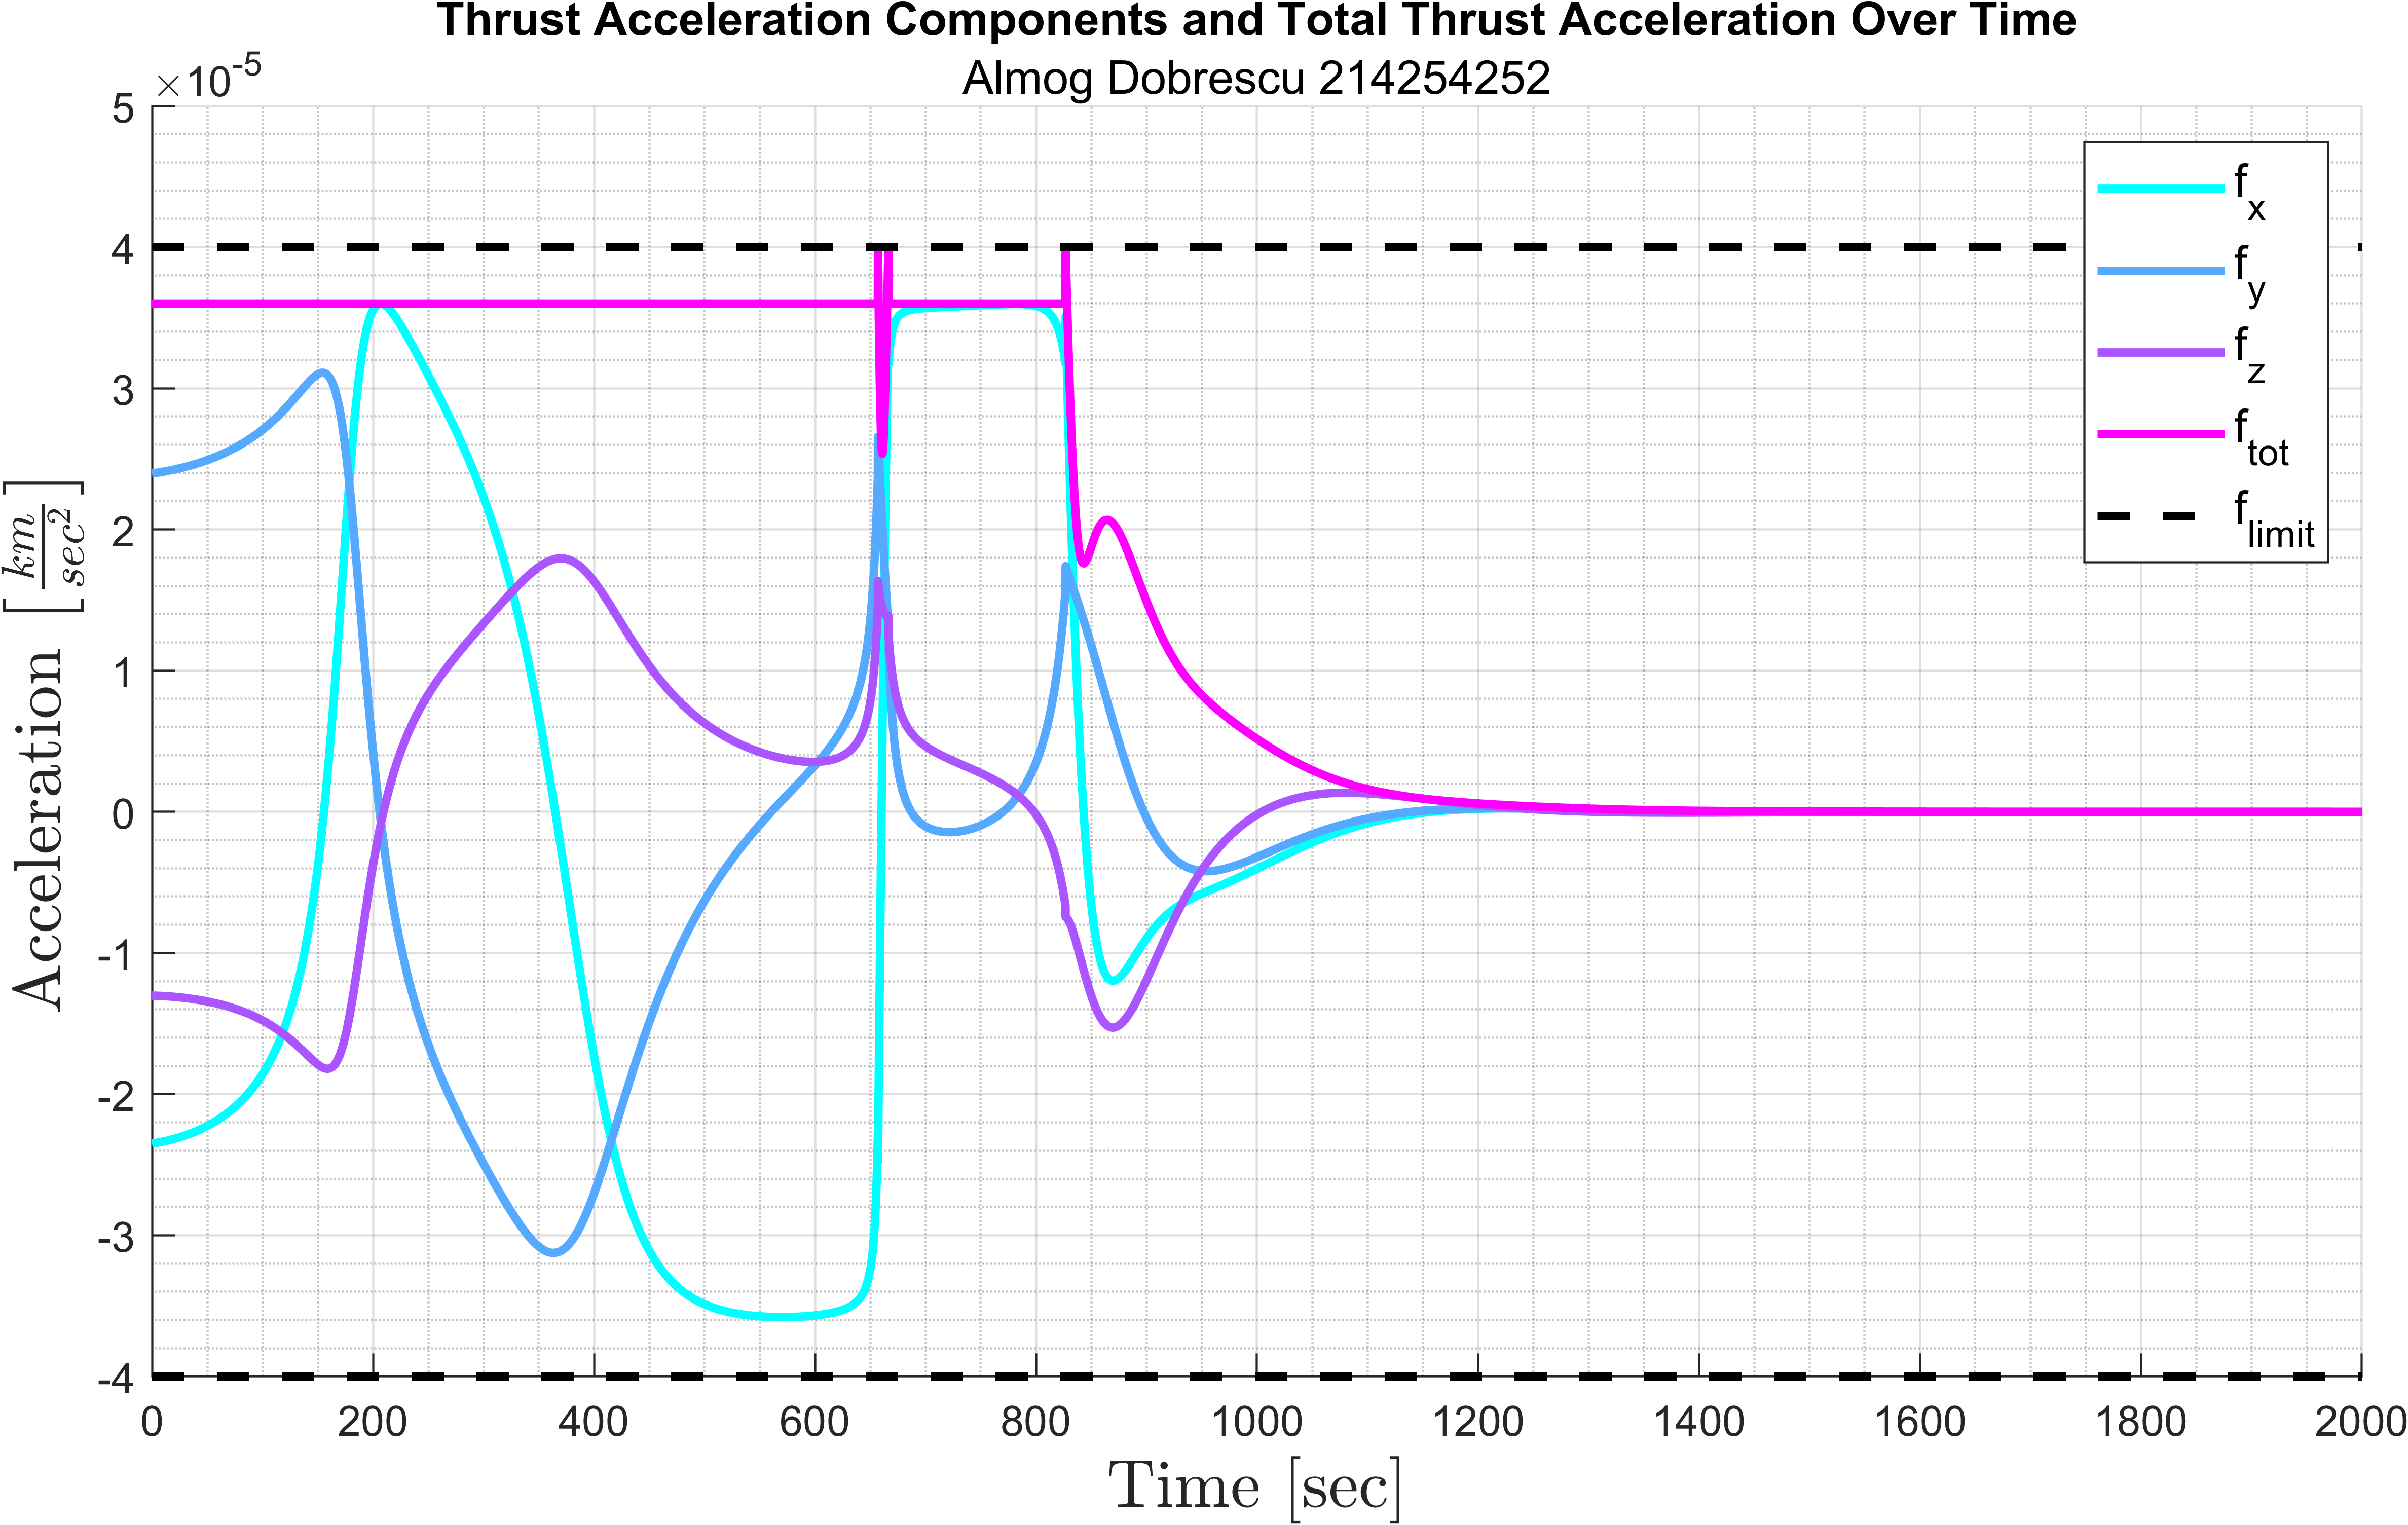 Thrust Acceleration Components and Total Thrust Acceleration Over Time
Almog Dobrescu 214254252
×10⁻⁵
5
4
3
2
1
0
-1
-2
-3
-4
Acceleration [km/sec²]
0 200 400 600 800 1000 1200 1400 1600 1800 2000
Time [sec]
f_x
f_y
f_z
f_tot
f_limit